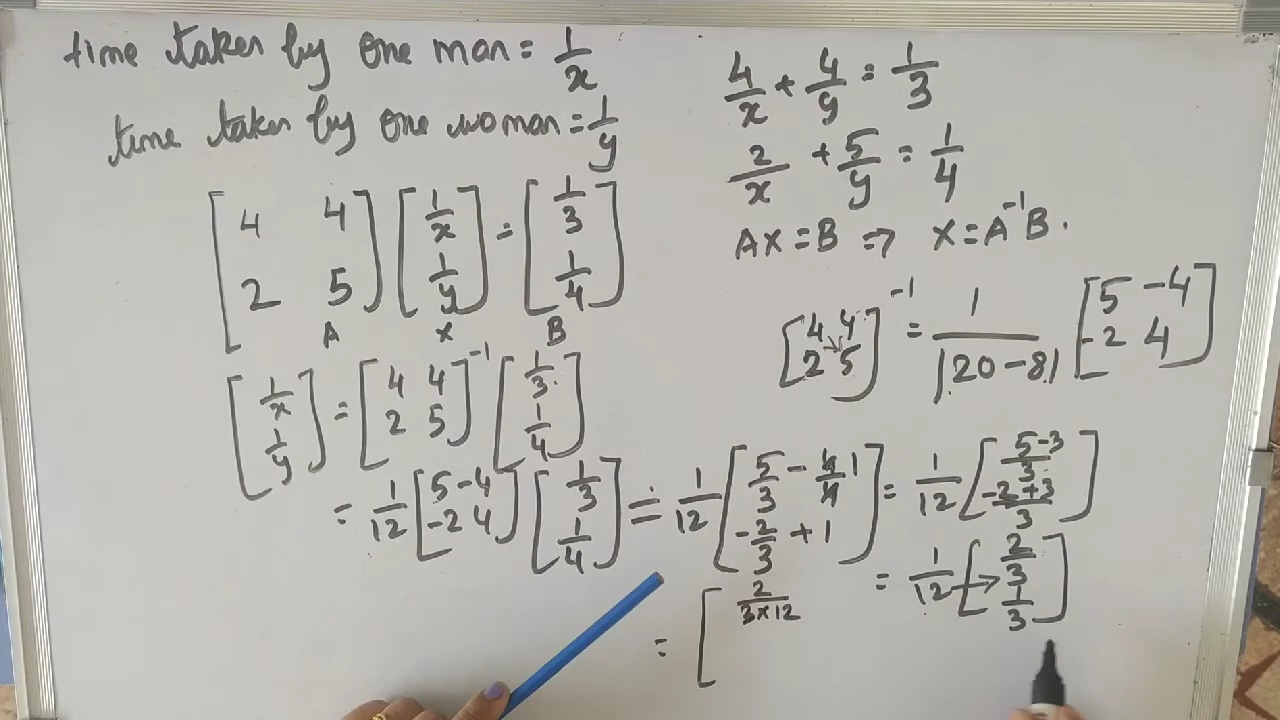 time taken by one man = 1/x
time taken by one woman = 1/y
4/x + 4/y = 1/3
2/x + 5/y = 1/4
AX = B ⇒ X = A⁻¹B.
[4 4; 2 5] [1/x; 1/y] = [1/3; 1/4]
A X B
[4 4; 2 5]⁻¹ = 1/|20-8| [5 -4; -2 4]
[1/x; 1/y] = [4 4; 2 5]⁻¹ [1/3; 1/4]
= 1/12 [5 -4; -2 4] [1/3; 1/4] = 1/12 [5/3 - 4/4 1; -2/3 + 1] = 1/12 [5-3/3; -2+3/3]
= 1/12 [2/3; 1/3]
= [2/3×12